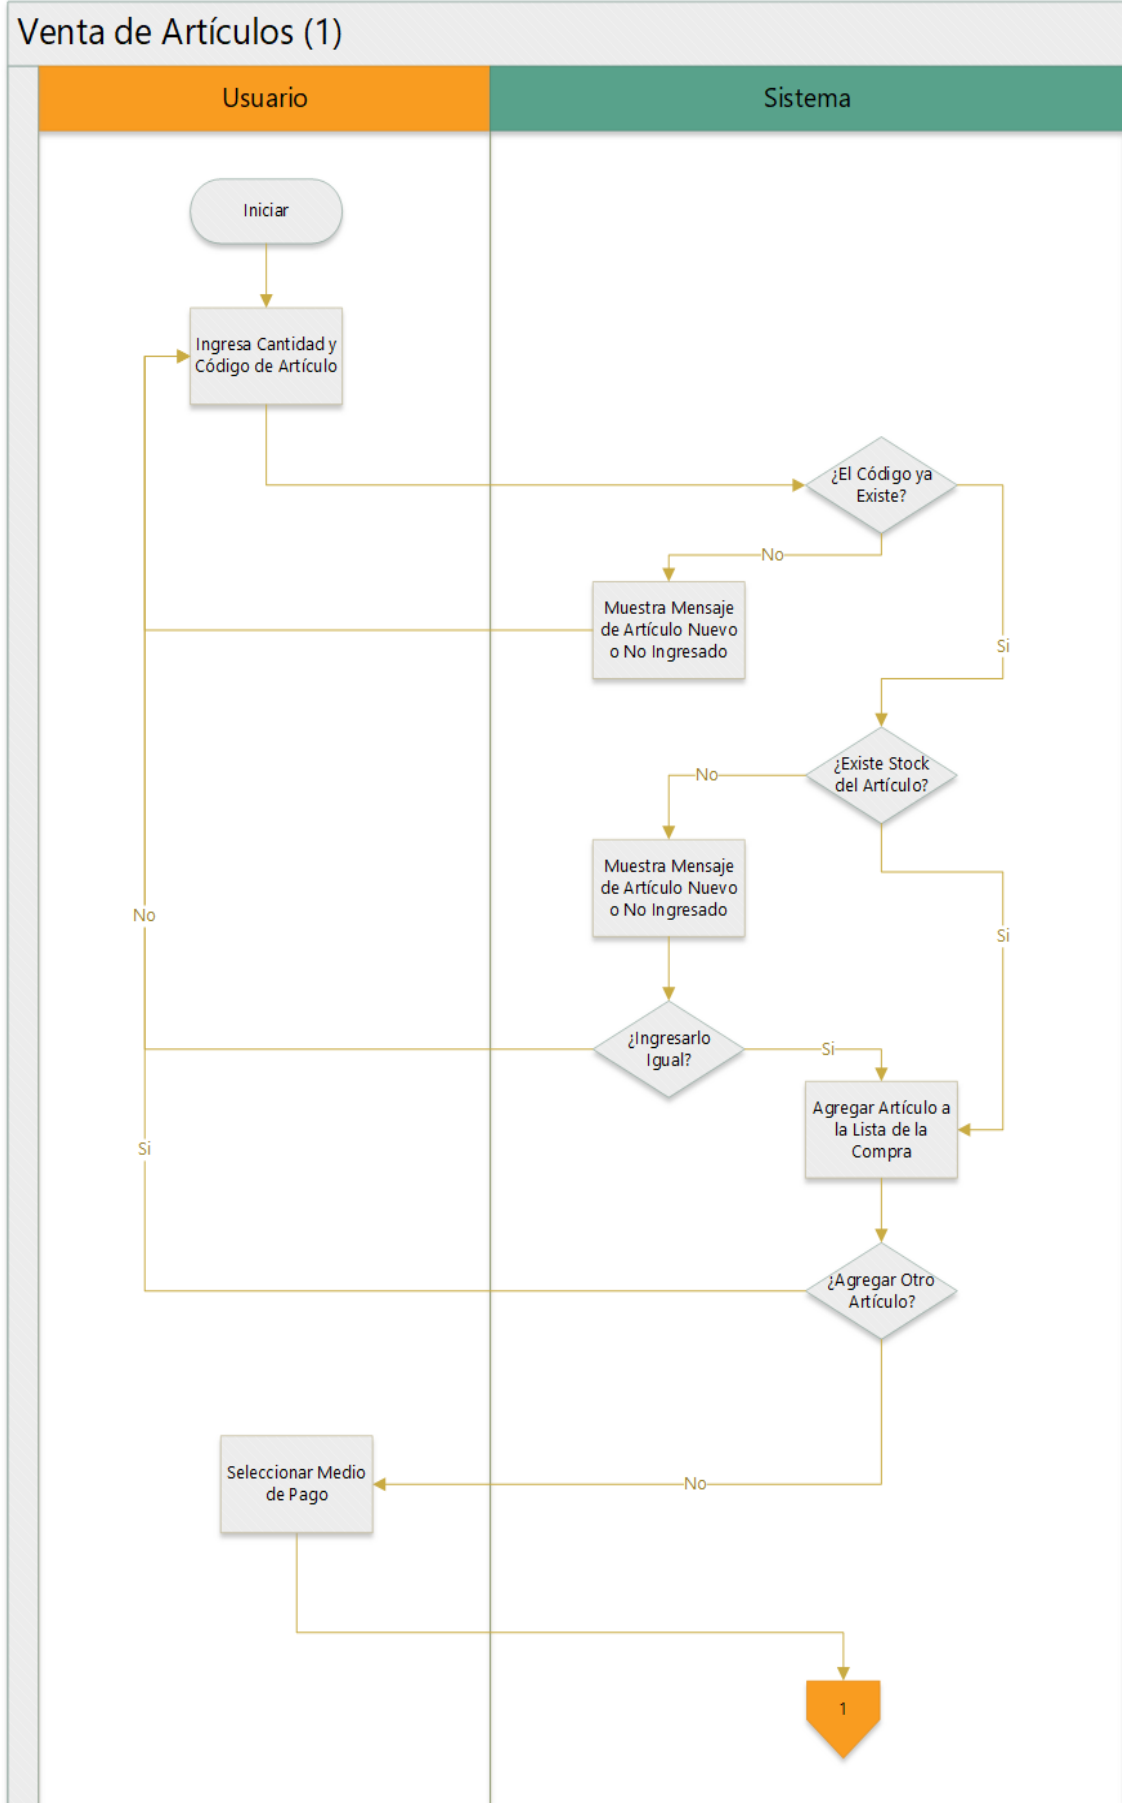 Venta de Artículos (1)
Usuario
Sistema
Iniciar
Ingresa Cantidad y
Código de Artículo
¿El Código ya
Existe?
No
Muestra Mensaje
de Artículo Nuevo
o No Ingresado
Si
¿Existe Stock
del Artículo?
No
Muestra Mensaje
de Artículo Nuevo
o No Ingresado
No
Si
¿Ingresarlo
Igual?
Si
Agregar Artículo a
la Lista de la
Compra
Si
¿Agregar Otro
Artículo?
Seleccionar Medio
de Pago
No
1